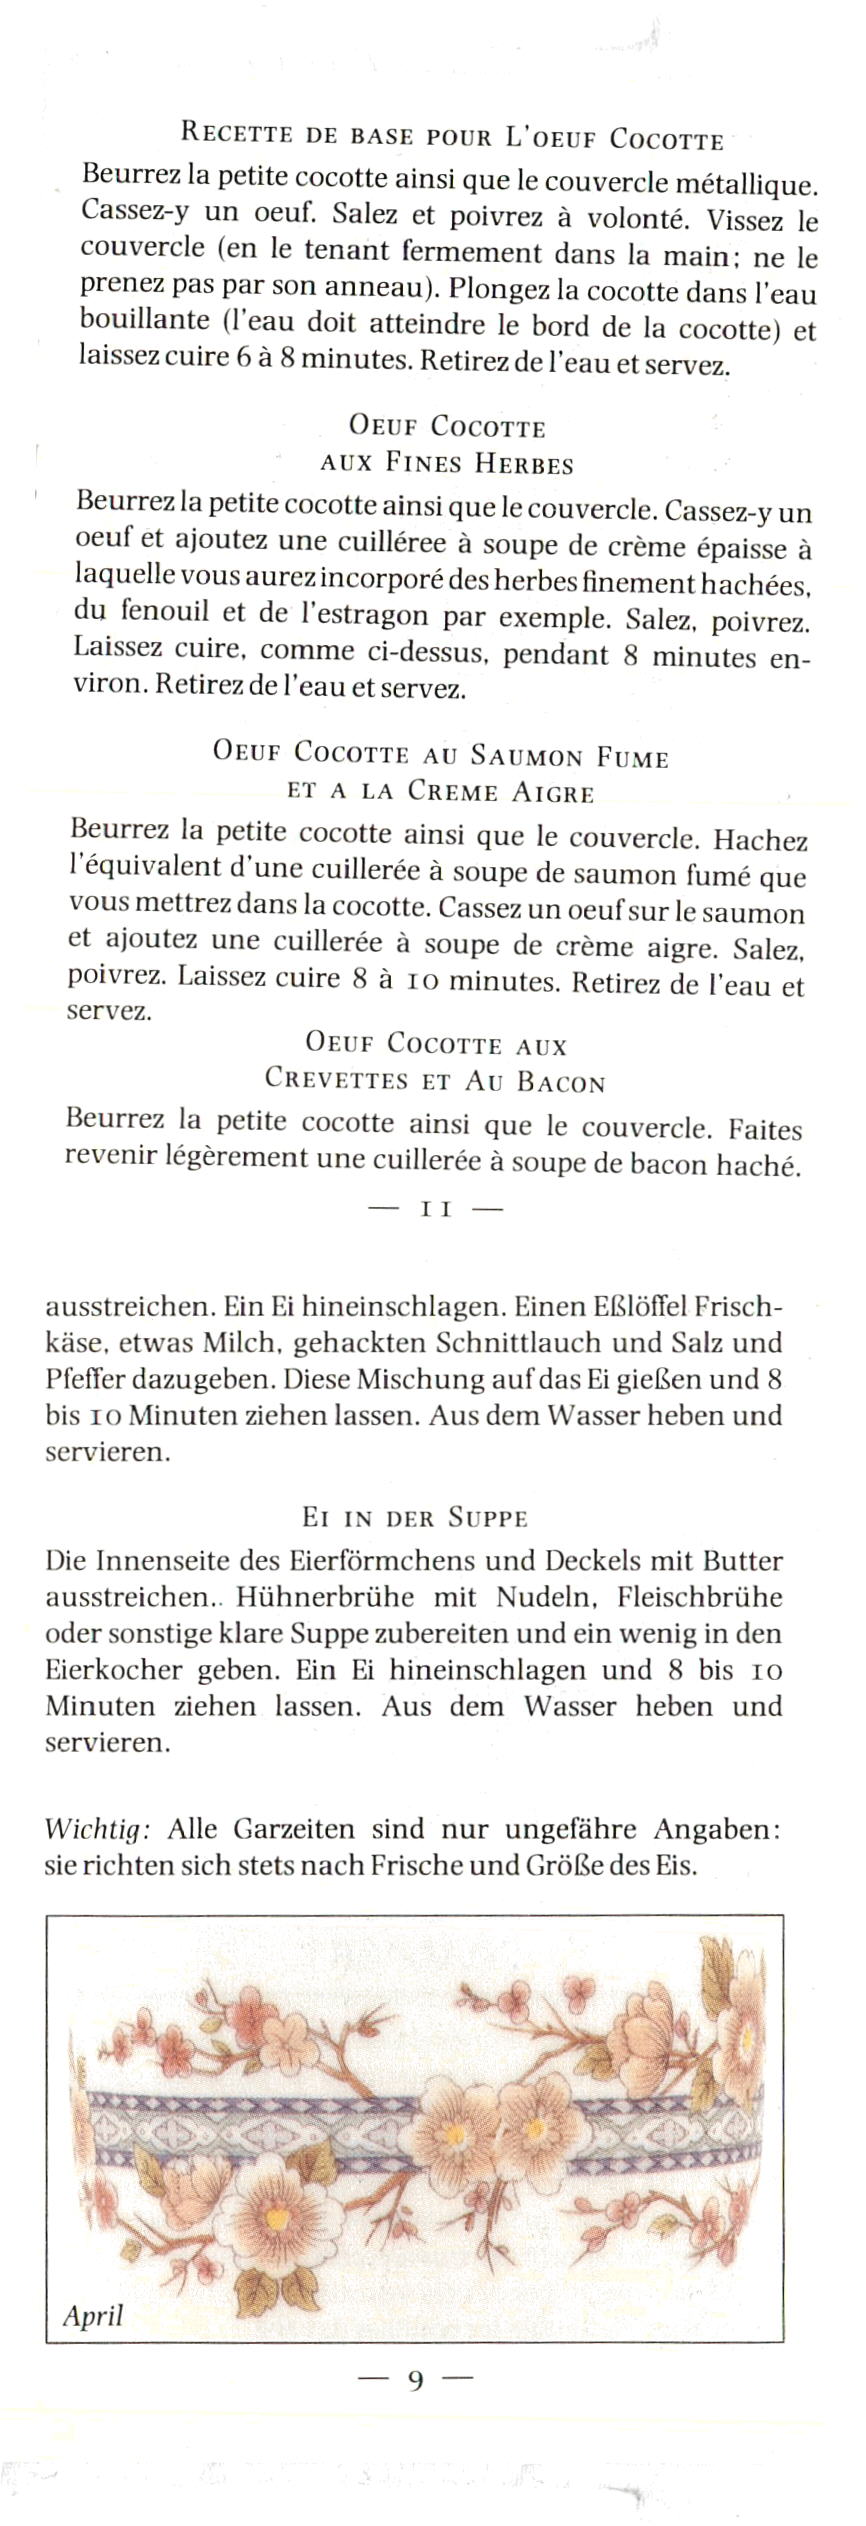 RECETTE DE BASE POUR L'OEUF COCOTTE
Beurrez la petite cocotte ainsi que le couvercle métallique.
Cassez-y un oeuf. Salez et poivrez à volonté. Vissez le
couvercle (en le tenant fermement dans la main; ne le
prenez pas par son anneau). Plongez la cocotte dans l'eau
bouillante (l'eau doit atteindre le bord de la cocotte) et
laissez cuire 6 à 8 minutes. Retirez de l'eau et servez.
OEUF COCOTTE
AUX FINES HERBES
Beurrez la petite cocotte ainsi que le couvercle. Cassez-y un
oeuf et ajoutez une cuilléree à soupe de crème épaisse à
laquelle vous aurez incorporé des herbes finement hachées,
du fenouil et de l'estragon par exemple. Salez, poivrez.
Laissez cuire, comme ci-dessus, pendant 8 minutes en-
viron. Retirez de l'eau et servez.
OEUF COCOTTE AU SAUMON FUME
ET A LA CREME AIGRE
Beurrez la petite cocotte ainsi que le couvercle. Hachez
l'équivalent d'une cuillerée à soupe de saumon fumé que
vous mettrez dans la cocotte. Cassez un oeuf sur le saumon
et ajoutez une cuillerée à soupe de crème aigre. Salez,
poivrez. Laissez cuire 8 à 10 minutes. Retirez de l'eau et
servez.
OEUF COCOTTE AUX
CREVETTES ET AU BACON
Beurrez la petite cocotte ainsi que le couvercle. Faites
revenir légèrement une cuillerée à soupe de bacon haché.
— 11 —
ausstreichen. Ein Ei hineinschlagen. Einen Eßlöffel Frisch-
käse, etwas Milch, gehackten Schnittlauch und Salz und
Pfeffer dazugeben. Diese Mischung auf das Ei gießen und 8
bis 10 Minuten ziehen lassen. Aus dem Wasser heben und
servieren.
EI IN DER SUPPE
Die Innenseite des Eierförmchens und Deckels mit Butter
ausstreichen.. Hühnerbrühe mit Nudeln, Fleischbrühe
oder sonstige klare Suppe zubereiten und ein wenig in den
Eierkocher geben. Ein Ei hineinschlagen und 8 bis 10
Minuten ziehen lassen. Aus dem Wasser heben und
servieren.
Wichtig: Alle Garzeiten sind nur ungefähre Angaben:
sie richten sich stets nach Frische und Größe des Eis.
April
— 9 —